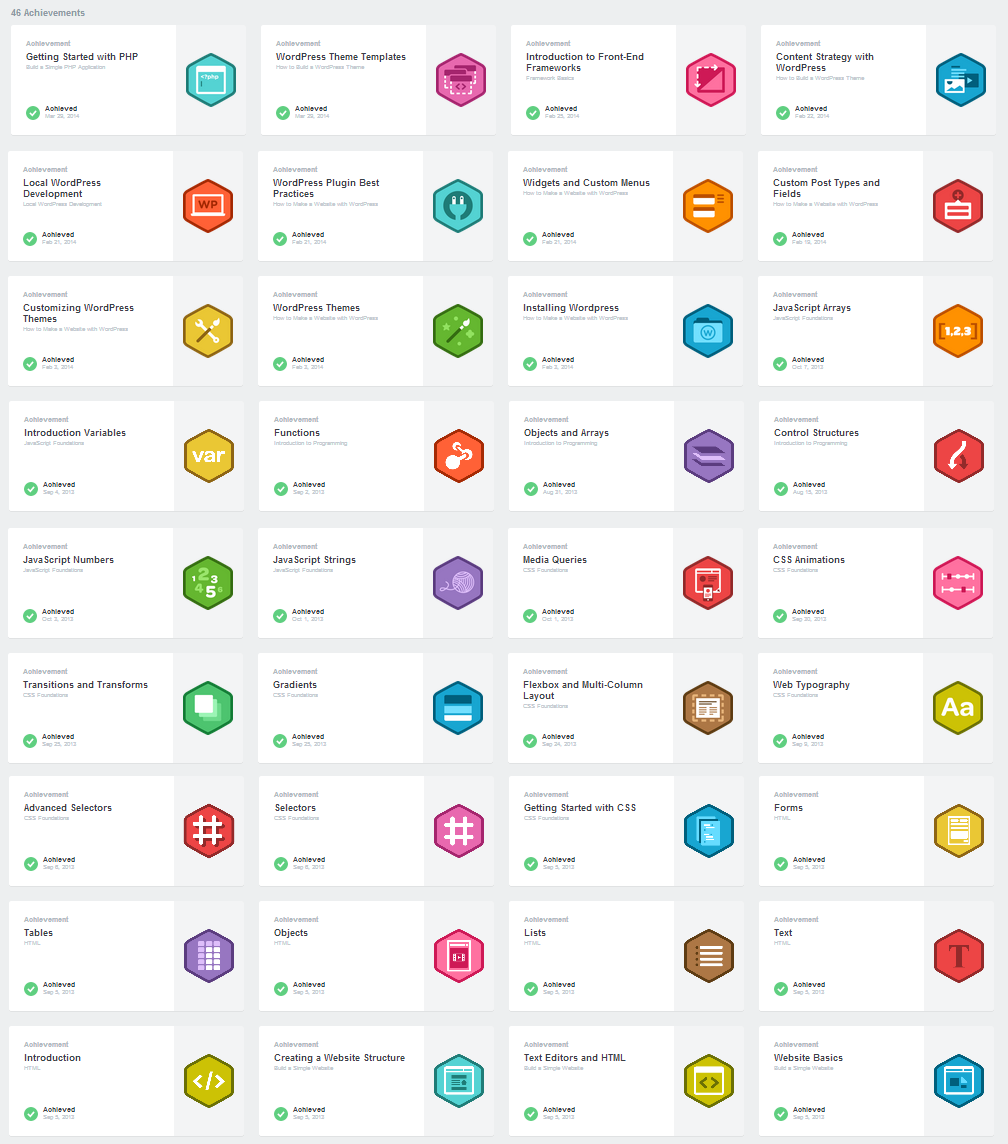 46 Achievements
Achievement
Getting Started with PHP
Build a Simple PHP Application
<?php
Achieved
Mar 29, 2014
Achievement
WordPress Theme Templates
How to Build a WordPress Theme
<>
Achieved
Mar 29, 2014
Achievement
Introduction to Front-End
Frameworks
Framework Basics
Achieved
Feb 25, 2014
Achievement
Content Strategy with
WordPress
How to Build a WordPress Theme
Achieved
Feb 22, 2014
Achievement
Local WordPress
Development
Local WordPress Development
WP
Achieved
Feb 21, 2014
Achievement
WordPress Plugin Best
Practices
How to Make a Website with WordPress
Achieved
Feb 21, 2014
Achievement
Widgets and Custom Menus
How to Make a Website with WordPress
Achieved
Feb 21, 2014
Achievement
Custom Post Types and
Fields
How to Make a Website with WordPress
Achieved
Feb 19, 2014
Achievement
Customizing WordPress
Themes
How to Make a Website with WordPress
Achieved
Feb 2, 2014
Achievement
WordPress Themes
How to Make a Website with WordPress
Achieved
Feb 2, 2014
Achievement
Installing Wordpress
How to Make a Website with WordPress
W
Achieved
Feb 2, 2014
Achievement
JavaScript Arrays
JavaScript Foundations
[1,2,3]
Achieved
Oct 7, 2013
Achievement
Introduction Variables
JavaScript Foundations
var
Achieved
Sep 4, 2013
Achievement
Functions
Introduction to Programming
Achieved
Sep 2, 2013
Achievement
Objects and Arrays
Introduction to Programming
Achieved
Aug 21, 2013
Achievement
Control Structures
Introduction to Programming
Achieved
Aug 15, 2013
Achievement
JavaScript Numbers
JavaScript Foundations
1 2 3
4 5 6
Achieved
Oct 2, 2013
Achievement
JavaScript Strings
JavaScript Foundations
Achieved
Oct 1, 2013
Achievement
Media Queries
CSS Foundations
Achieved
Oct 1, 2013
Achievement
CSS Animations
CSS Foundations
Achieved
Sep 30, 2013
Achievement
Transitions and Transforms
CSS Foundations
Achieved
Sep 25, 2013
Achievement
Gradients
CSS Foundations
Achieved
Sep 25, 2013
Achievement
Flexbox and Multi-Column
Layout
CSS Foundations
Achieved
Sep 24, 2013
Achievement
Web Typography
CSS Foundations
Aa
Achieved
Sep 9, 2013
Achievement
Advanced Selectors
CSS Foundations
#
Achieved
Sep 6, 2013
Achievement
Selectors
CSS Foundations
#
Achieved
Sep 5, 2013
Achievement
Getting Started with CSS
CSS Foundations
Achieved
Sep 5, 2013
Achievement
Forms
HTML
Achieved
Sep 5, 2013
Achievement
Tables
HTML
Achieved
Sep 5, 2013
Achievement
Objects
HTML
Achieved
Sep 5, 2013
Achievement
Lists
HTML
Achieved
Sep 5, 2013
Achievement
Text
HTML
T
Achieved
Sep 5, 2013
Achievement
Introduction
HTML
</>
Achieved
Sep 5, 2013
Achievement
Creating a Website Structure
Build a Simple Website
Achieved
Sep 5, 2013
Achievement
Text Editors and HTML
Build a Simple Website
<>
Achieved
Sep 5, 2013
Achievement
Website Basics
Build a Simple Website
Achieved
Sep 5, 2013